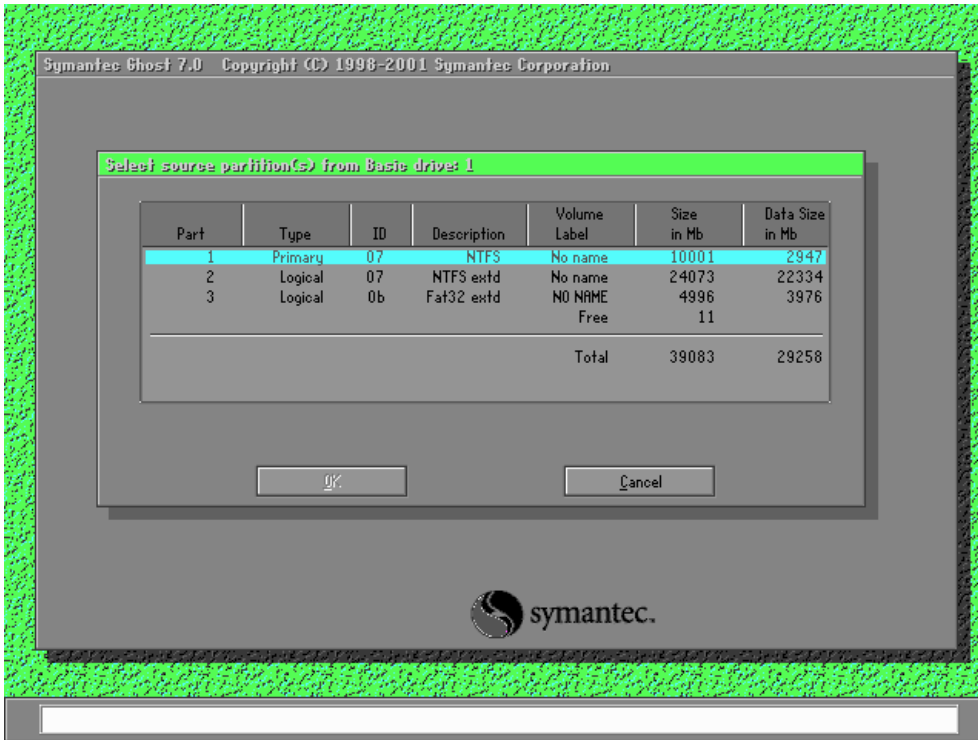 Symantec Ghost 7.0 Copyright (C) 1998-2001 Symantec Corporation
Select source partition(s) from Basic drive: 1
Part Type ID Description Volume Label Size in Mb Data Size in Mb
1 Primary 07 NTFS No name 10001 2947
2 Logical 07 NTFS extd No name 24073 22334
3 Logical 0b Fat32 extd NO NAME 4996 3976
Free 11
Total 39083 29258
OK Cancel
symantec.